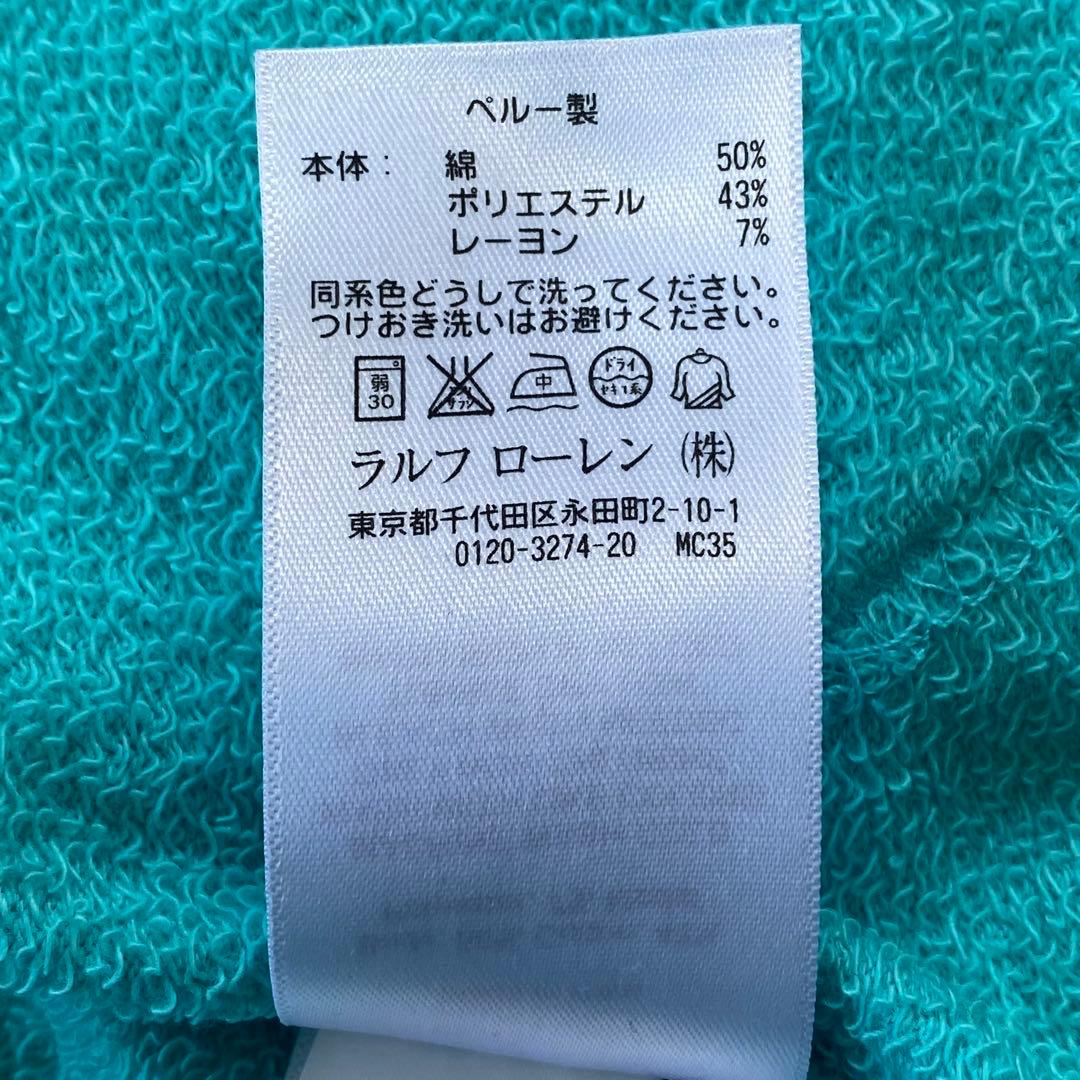 ペルー製
本体： 綿 50%
ポリエステル 43%
レーヨン 7%
同系色どうしで洗ってください。
つけおき洗いはお避けください。
弱 30
中
ドライ
セキユ系
ラルフ ローレン (株)
東京都千代田区永田町2-10-1
0120-3274-20 MC35